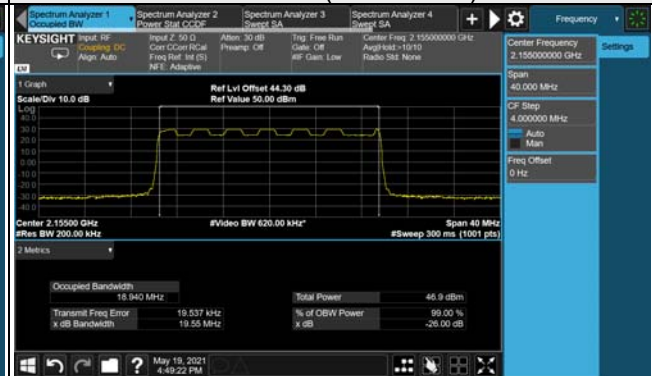 Spectrum Analyzer 1
Occupied BW
Spectrum Analyzer 2
Power Stat CCDF
Spectrum Analyzer 3
Swept SA
Spectrum Analyzer 4
Swept SA
+
Frequency
KEYSIGHT
Input: RF
Coupling: DC
Align: Auto
Input Z: 50 Ω
Corr CCorr RCal
Freq Ref: Int (S)
NFE: Adaptive
Atten: 30 dB
Preamp: Off
Trig: Free Run
Gate: Off
#IF Gain: Low
Center Freq: 2.155000000 GHz
Avg|Hold:>10/10
Radio Std: None
1 Graph
Scale/Div 10.0 dB
Ref Lvl Offset 44.30 dB
Ref Value 50.00 dBm
Log
40.0
30.0
20.0
10.0
0.00
-10.0
-20.0
-30.0
-40.0
Center 2.15500 GHz
#Res BW 200.00 kHz
#Video BW 620.00 kHz*
Span 40 MHz
#Sweep 300 ms (1001 pts)
2 Metrics
Occupied Bandwidth
18.940 MHz
Transmit Freq Error 19.537 kHz
x dB Bandwidth 19.55 MHz
Total Power 46.9 dBm
% of OBW Power 99.00 %
x dB -26.00 dB
Center Frequency
2.155000000 GHz
Settings
Span
40.000 MHz
CF Step
4.000000 MHz
Auto
Man
Freq Offset
0 Hz
?
May 19, 2021
4:49:22 PM